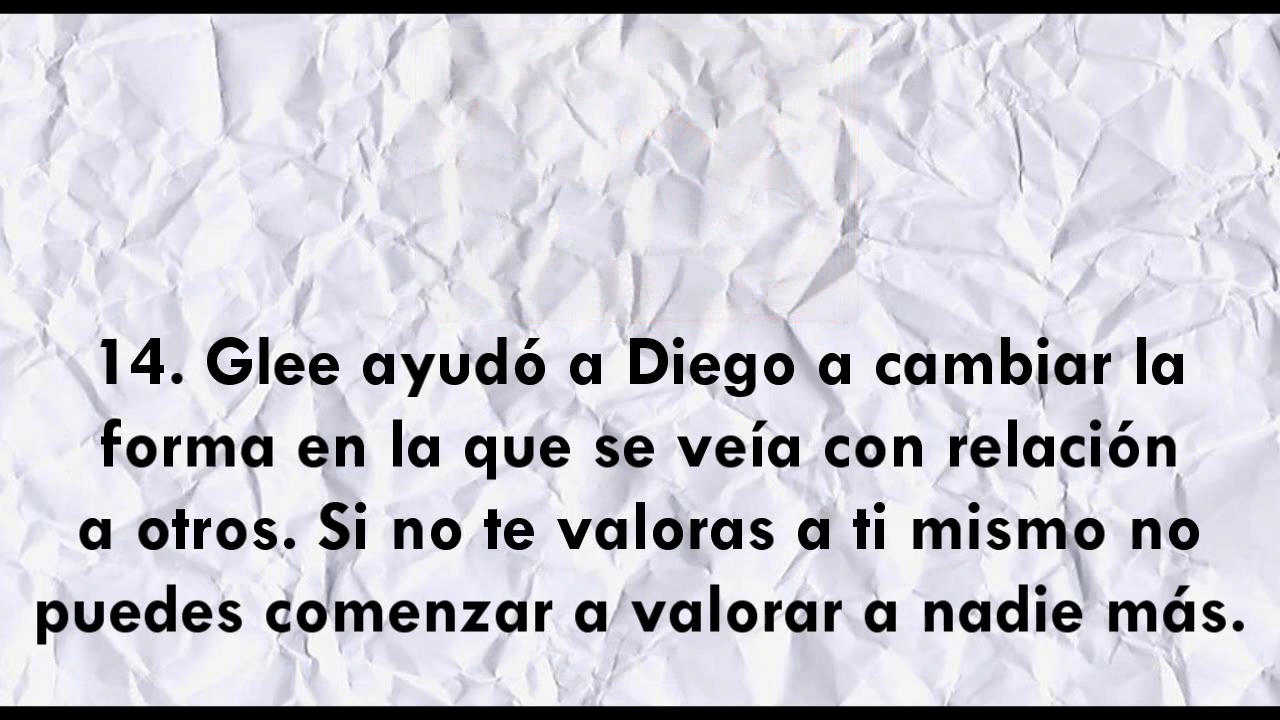 14. Glee ayudó a Diego a cambiar la
forma en la que se veía con relación
a otros. Si no te valoras a ti mismo no
puedes comenzar a valorar a nadie más.